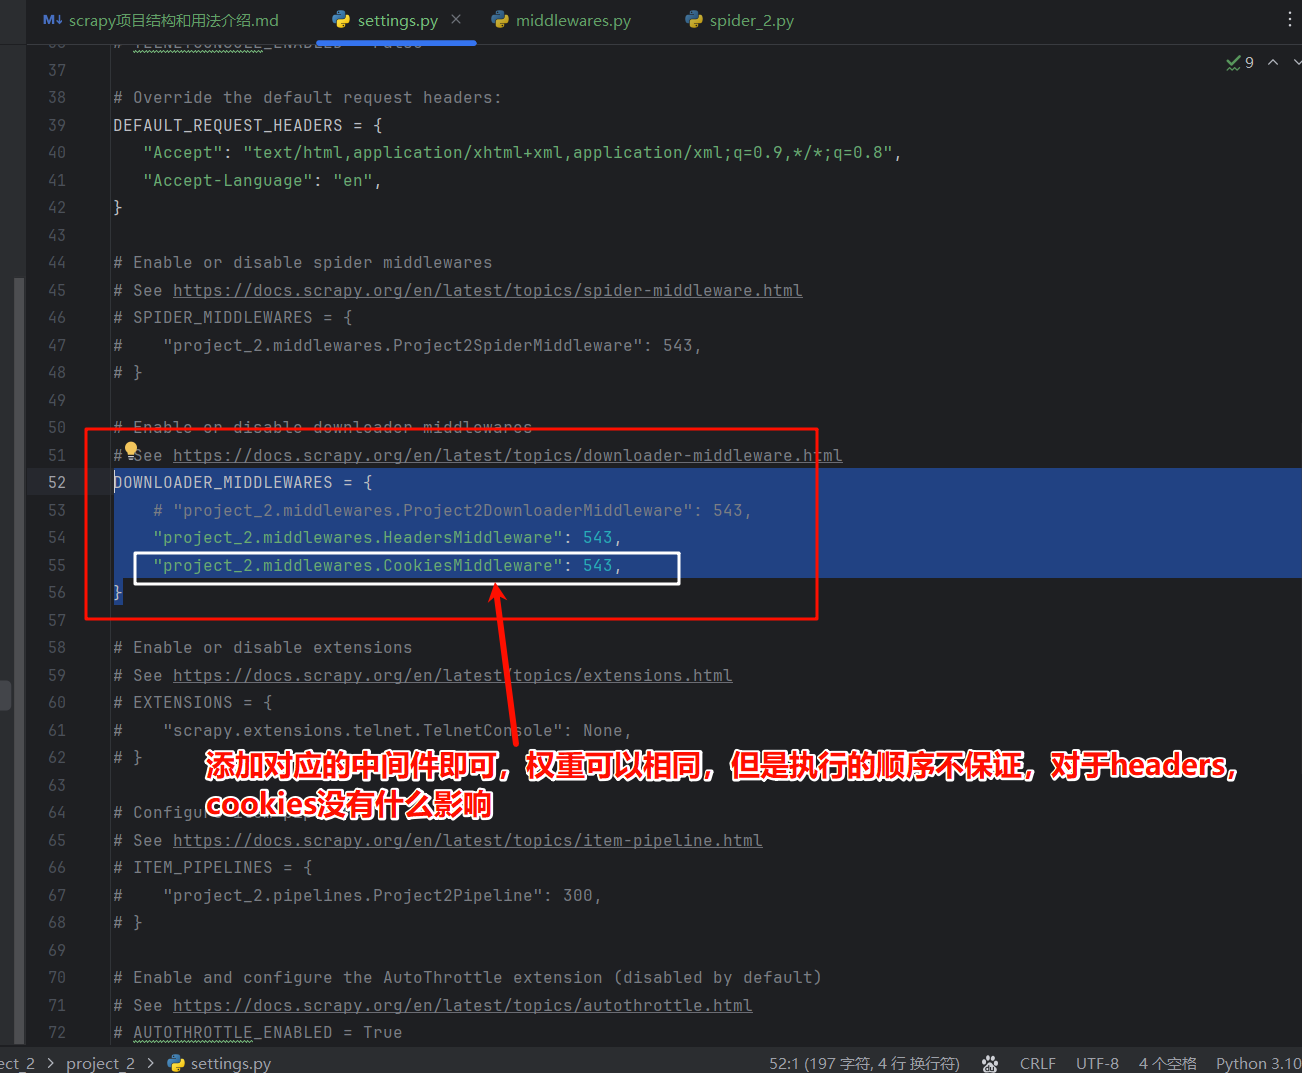 scrapy项目结构和用法介绍.md settings.py middlewares.py spider_2.py
36 # TELNETCONSOLE_ENABLED = False
37
9
38 # Override the default request headers:
39 DEFAULT_REQUEST_HEADERS = {
40 "Accept": "text/html,application/xhtml+xml,application/xml;q=0.9,*/*;q=0.8",
41 "Accept-Language": "en",
42 }
43
44 # Enable or disable spider middlewares
45 # See https://docs.scrapy.org/en/latest/topics/spider-middleware.html
46 # SPIDER_MIDDLEWARES = {
47 # "project_2.middlewares.Project2SpiderMiddleware": 543,
48 # }
49
50 # Enable or disable downloader middlewares
51 # See https://docs.scrapy.org/en/latest/topics/downloader-middleware.html
52 DOWNLOADER_MIDDLEWARES = {
53 # "project_2.middlewares.Project2DownloaderMiddleware": 543,
54 "project_2.middlewares.HeadersMiddleware": 543,
55 "project_2.middlewares.CookiesMiddleware": 543,
56 }
57
58 # Enable or disable extensions
59 # See https://docs.scrapy.org/en/latest/topics/extensions.html
60 # EXTENSIONS = {
61 # "scrapy.extensions.telnet.TelnetConsole": None,
62 # }
添加对应的中间件即可，权重可以相同，但是执行的顺序不保证，对于headers，
63
cookies没有什么影响
64 # Configure
65 # See https://docs.scrapy.org/en/latest/topics/item-pipeline.html
66 # ITEM_PIPELINES = {
67 # "project_2.pipelines.Project2Pipeline": 300,
68 # }
69
70 # Enable and configure the AutoThrottle extension (disabled by default)
71 # See https://docs.scrapy.org/en/latest/topics/autothrottle.html
72 # AUTOTHROTTLE_ENABLED = True
ect_2 > project_2 > settings.py 52:1 (197 字符, 4 行 换行符) CRLF UTF-8 4 个空格 Python 3.10